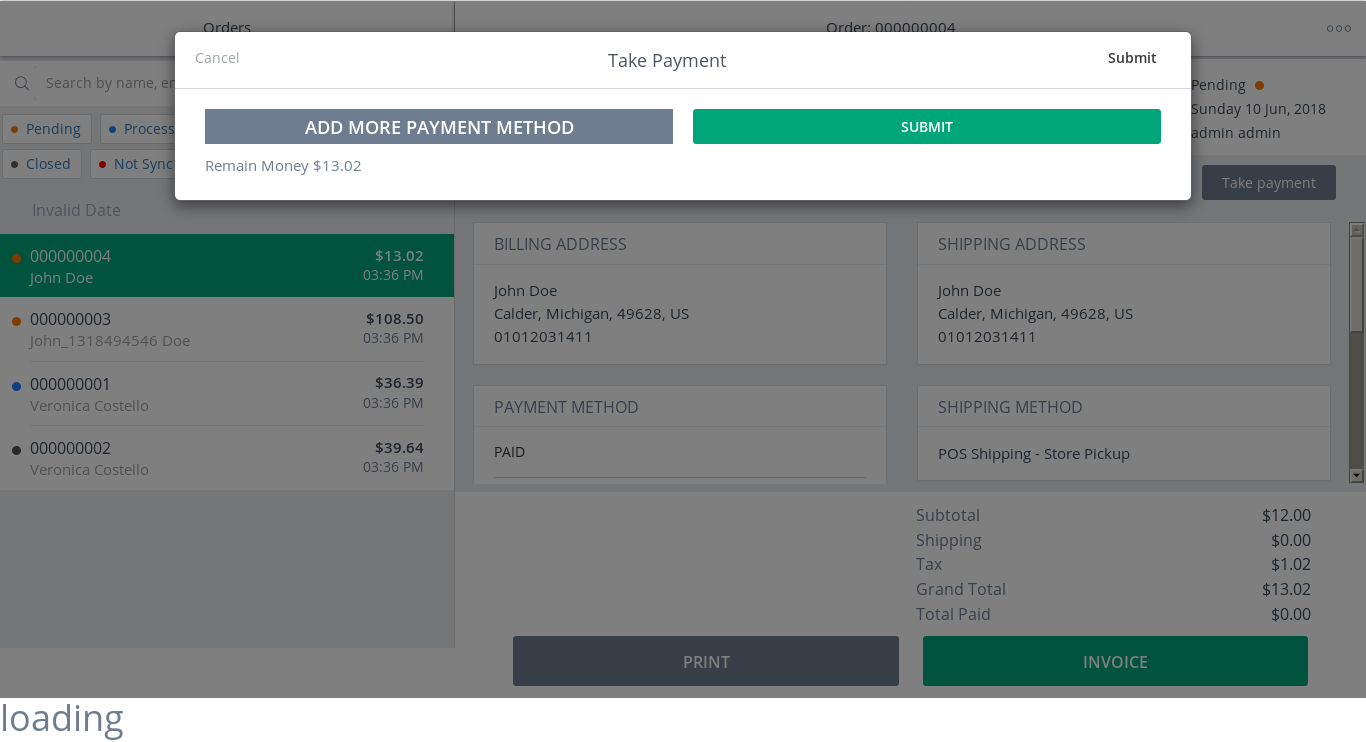 Orders
Order: 000000004
Cancel
Take Payment
Submit
ADD MORE PAYMENT METHOD
SUBMIT
Remain Money $13.02
Search by name, em
Pending
Process
Closed
Not Sync
Pending
Sunday 10 Jun, 2018
admin admin
Take payment
Invalid Date
000000004 $13.02
John Doe 03:36 PM
000000003 $108.50
John_1318494546 Doe 03:36 PM
000000001 $36.39
Veronica Costello 03:36 PM
000000002 $39.64
Veronica Costello 03:36 PM
BILLING ADDRESS
John Doe
Calder, Michigan, 49628, US
01012031411
SHIPPING ADDRESS
John Doe
Calder, Michigan, 49628, US
01012031411
PAYMENT METHOD
PAID
SHIPPING METHOD
POS Shipping - Store Pickup
Subtotal $12.00
Shipping $0.00
Tax $1.02
Grand Total $13.02
Total Paid $0.00
PRINT
INVOICE
loading